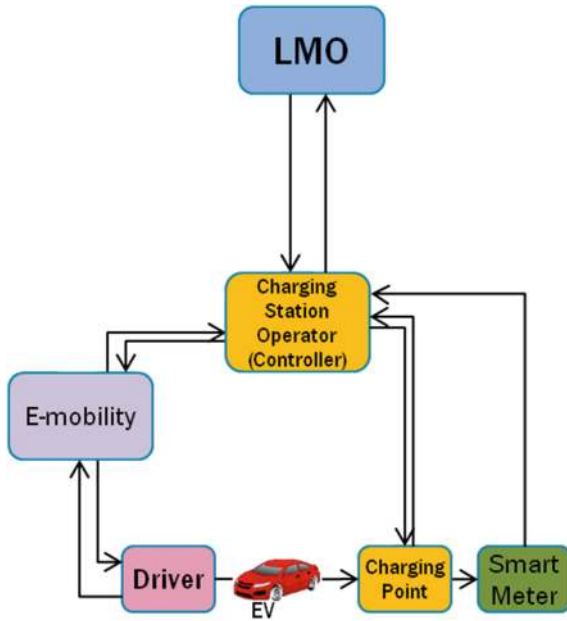 LMO
Charging
Station
Operator
(Controller)
E-mobility
Driver
EV
Charging
Point
Smart
Meter